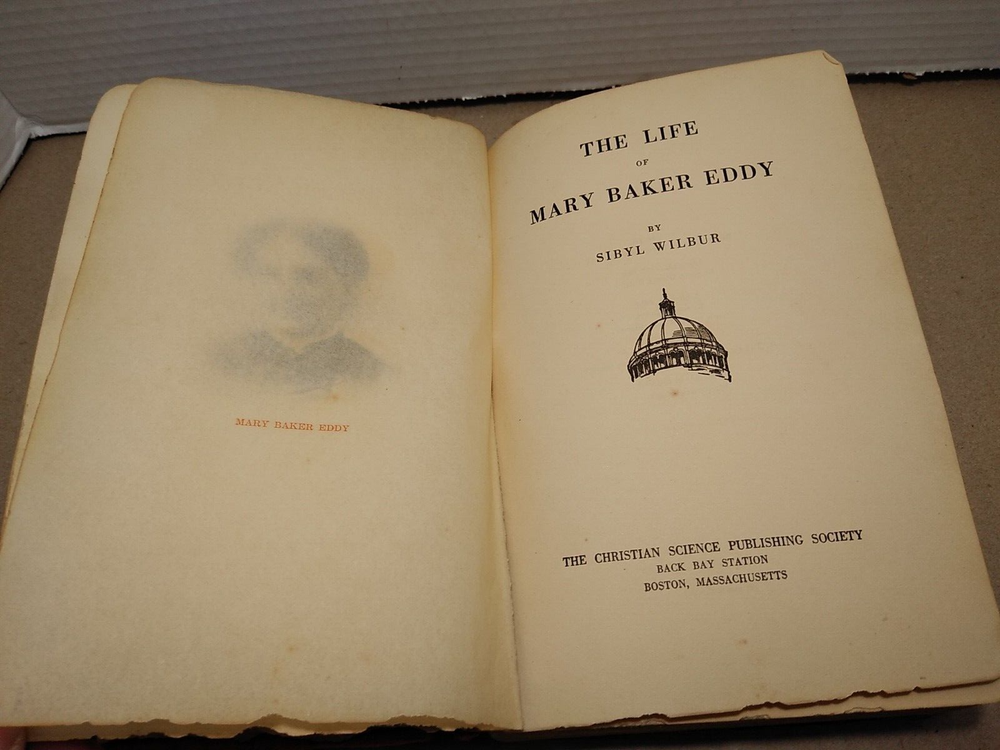 MARY BAKER EDDY
THE LIFE
OF
MARY BAKER EDDY
BY
SIBYL WILBUR
THE CHRISTIAN SCIENCE PUBLISHING SOCIETY
BACK BAY STATION
BOSTON, MASSACHUSETTS